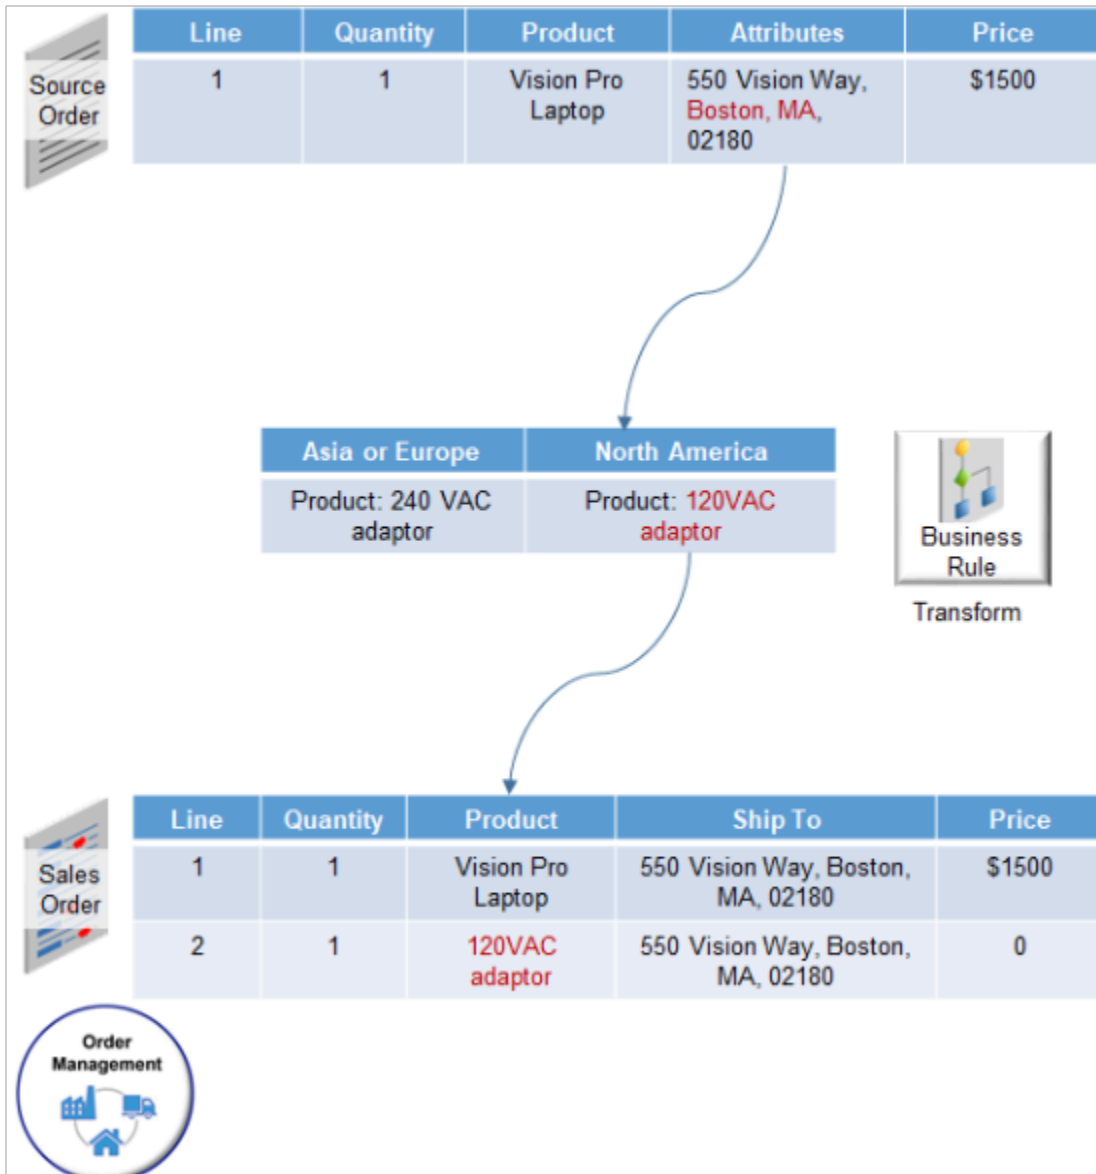 Line Quantity Product Attributes Price
Source
Order
1 1 Vision Pro
Laptop
550 Vision Way,
Boston, MA,
02180
$1500
Asia or Europe North America
Product: 240 VAC
adaptor
Product: 120VAC
adaptor
Business
Rule
Transform
Line Quantity Product Ship To Price
Sales
Order
1 1 Vision Pro
Laptop
550 Vision Way, Boston,
MA, 02180
$1500
2 1 120VAC
adaptor
550 Vision Way, Boston,
MA, 02180
0
Order
Management